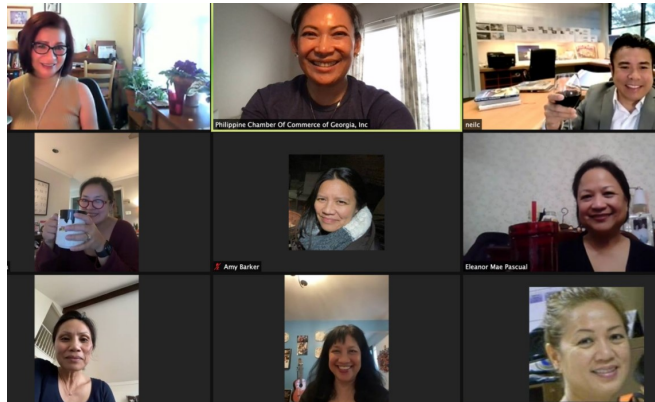 Philippine Chamber Of Commerce of Georgia, Inc
neilc
Amy Barker
Eleanor Mae Pascual